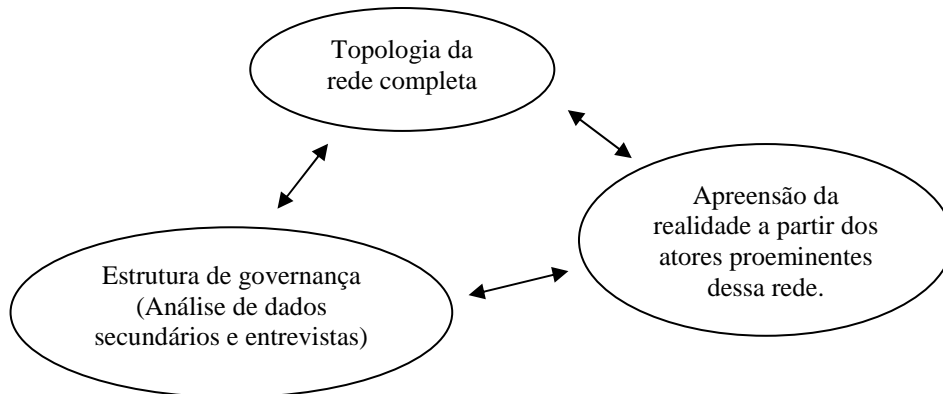 Topologia da
rede completa
Apreensão da
realidade a partir dos
atores proeminentes
dessa rede.
Estrutura de governança
(Análise de dados
secundários e entrevistas)